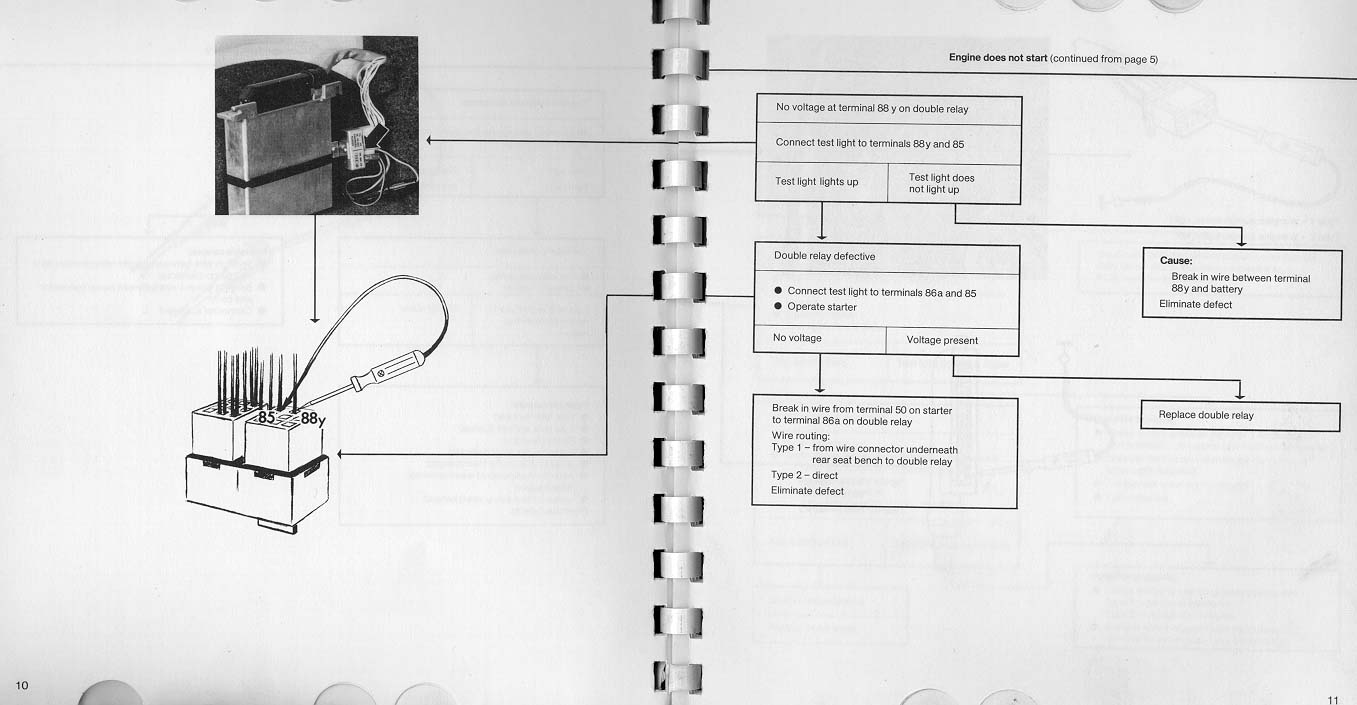 85
88y
10
Engine does not start (continued from page 5)
No voltage at terminal 88 y on double relay
Connect test light to terminals 88y and 85
Test light lights up
Test light does
not light up
Double relay defective
● Connect test light to terminals 86a and 85
● Operate starter
No voltage
Voltage present
Cause:
Break in wire between terminal
88y and battery
Eliminate defect
Break in wire from terminal 50 on starter
to terminal 86a on double relay
Wire routing:
Type 1 – from wire connector underneath
rear seat bench to double relay
Type 2 – direct
Eliminate defect
Replace double relay
11